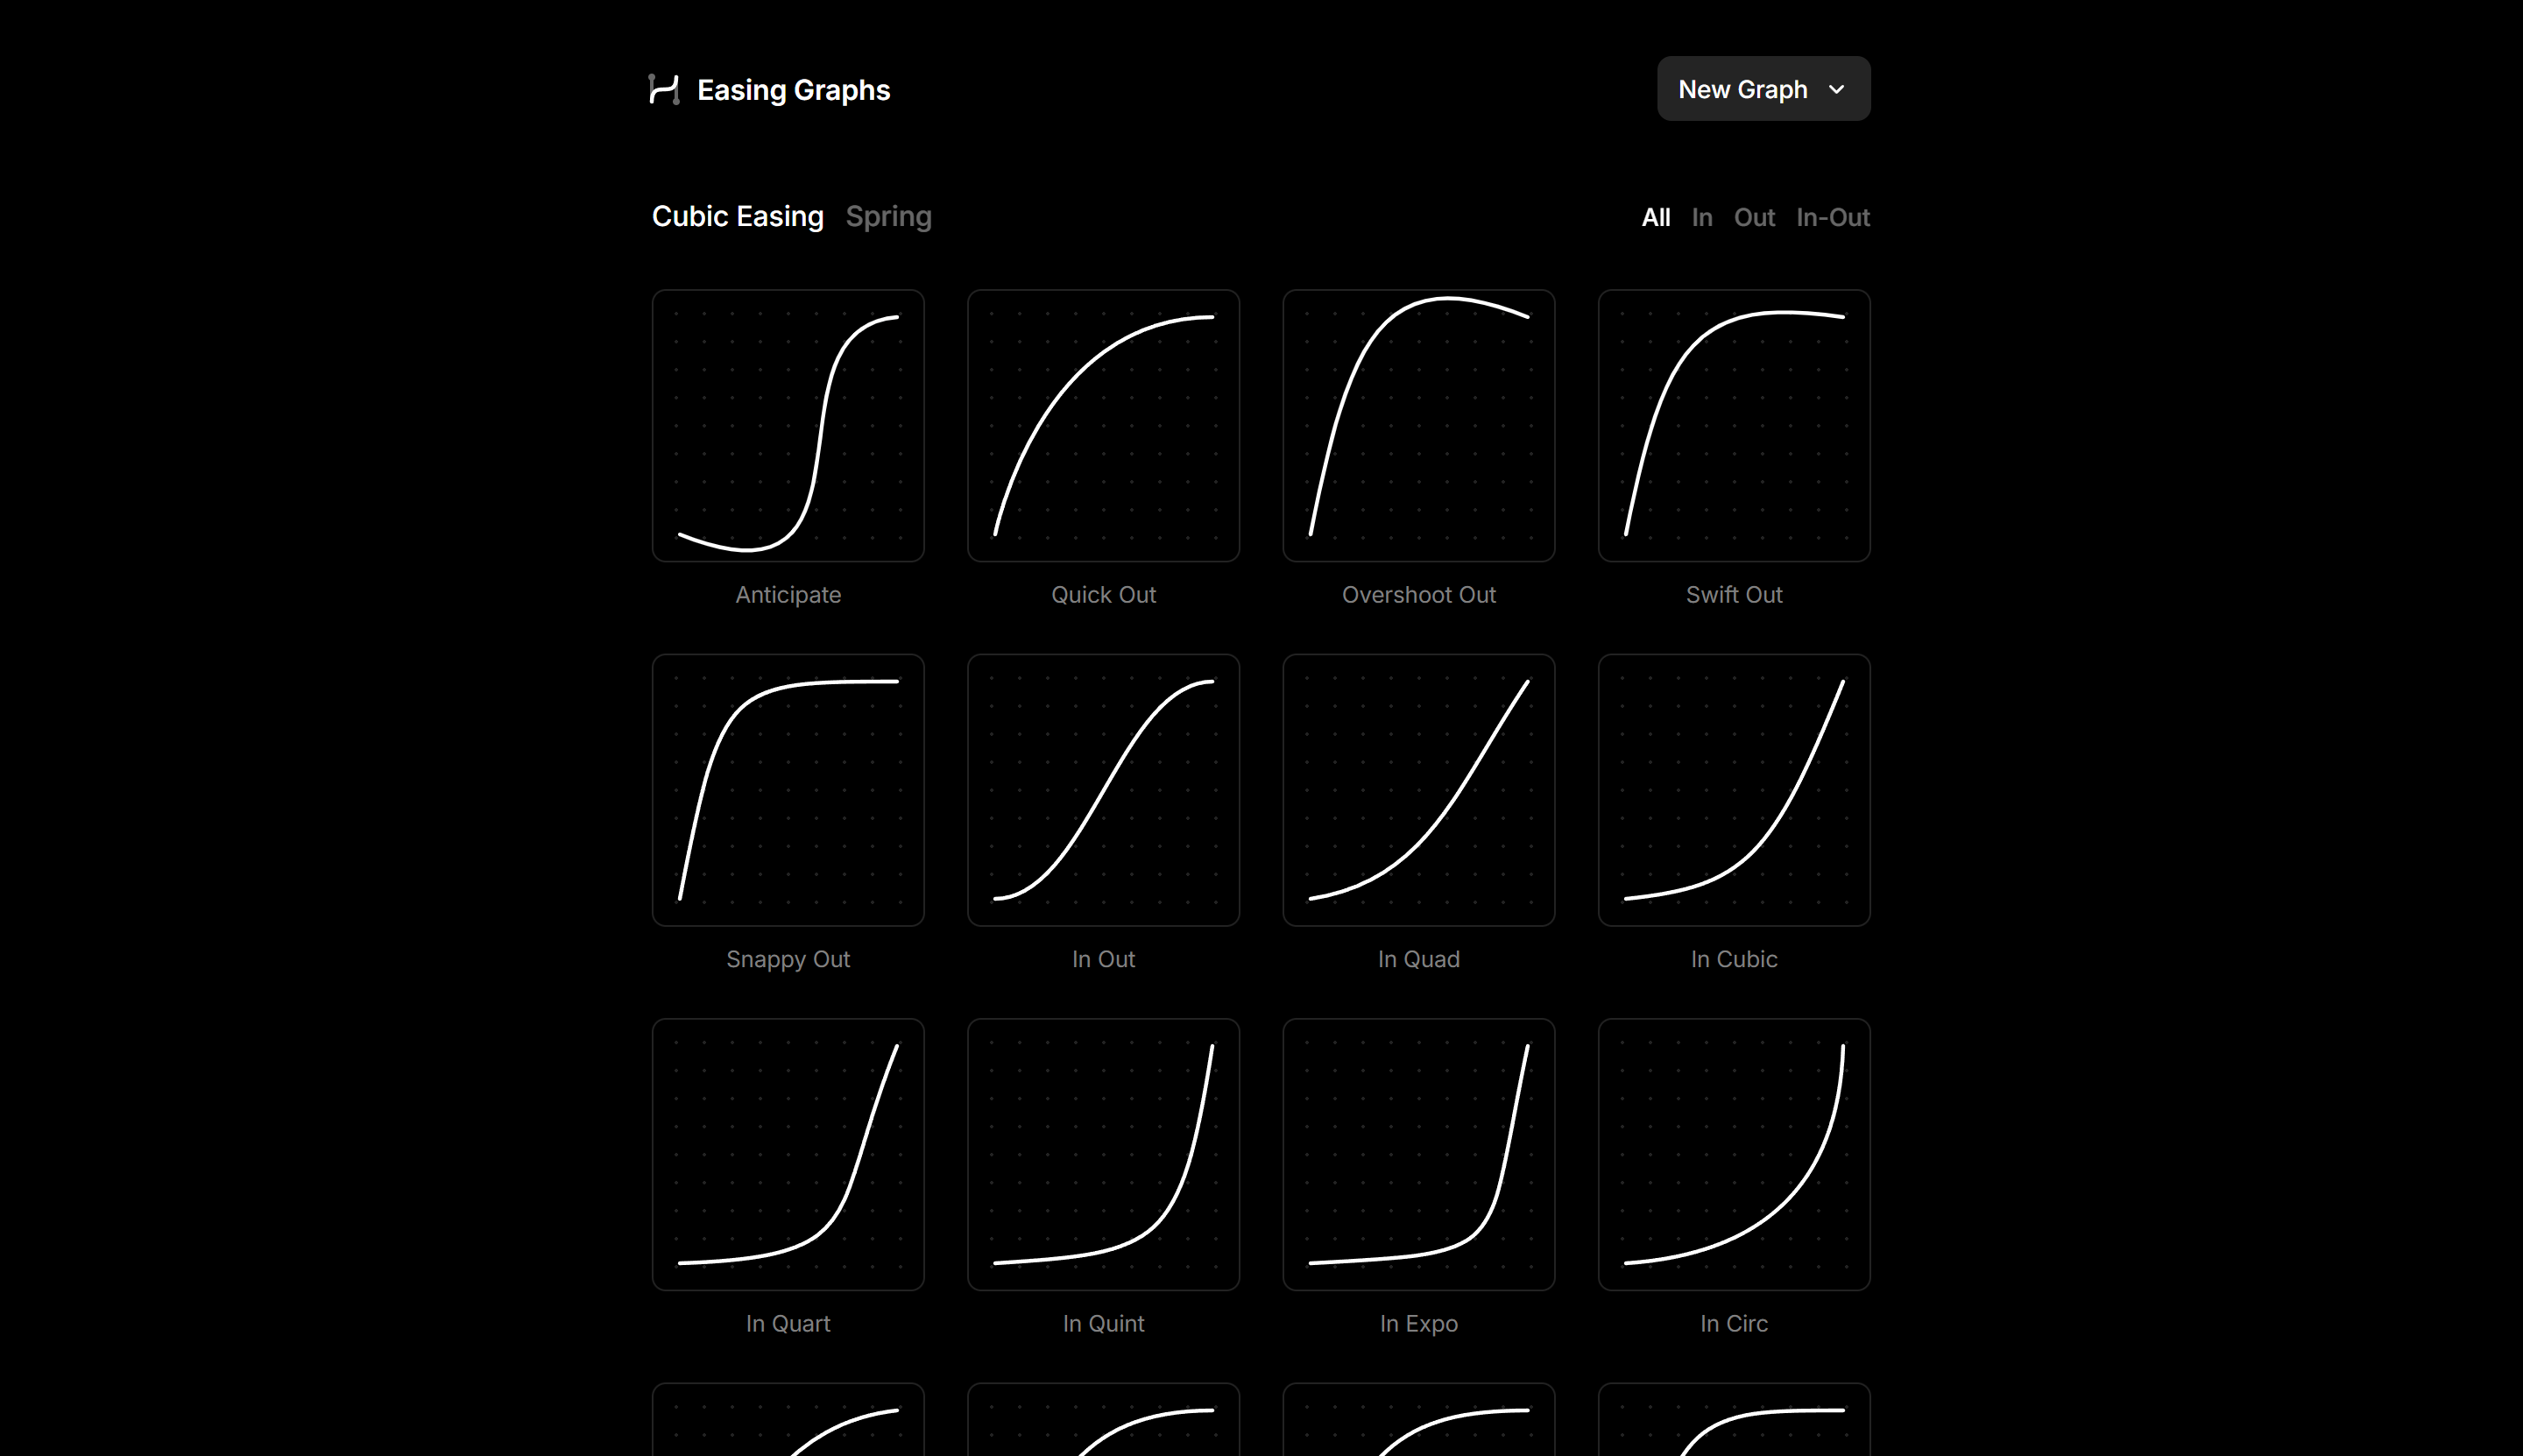 Easing Graphs
New Graph
Cubic Easing Spring
All In Out In-Out
Anticipate
Quick Out
Overshoot Out
Swift Out
Snappy Out
In Out
In Quad
In Cubic
In Quart
In Quint
In Expo
In Circ